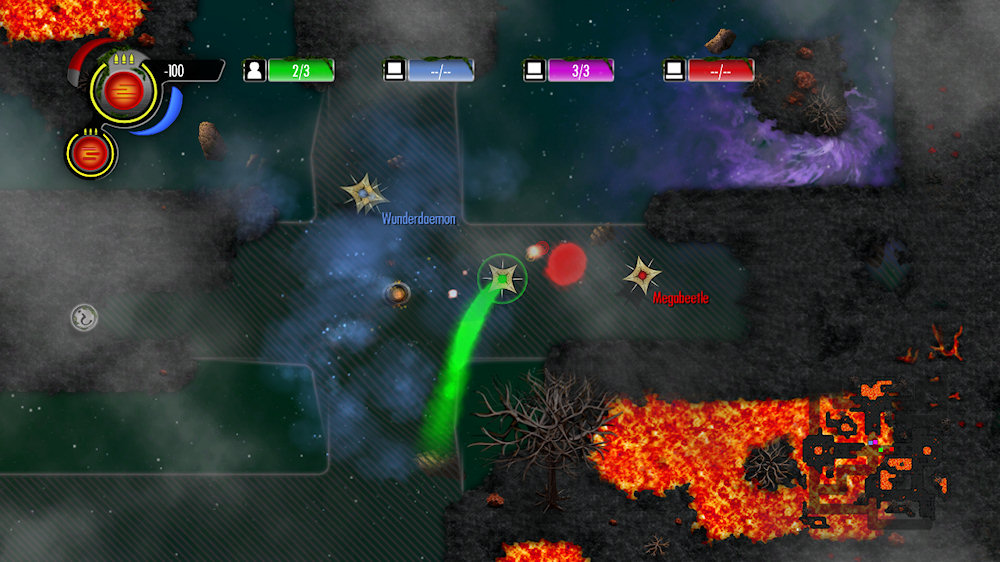 -100
2/3
--/--
3/3
--/--
Wunderdaemon
Megabeetle